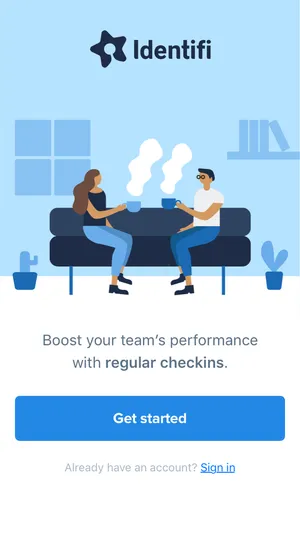 Identifi
Boost your team’s performance
with regular checkins.
Get started
Already have an account? Sign in